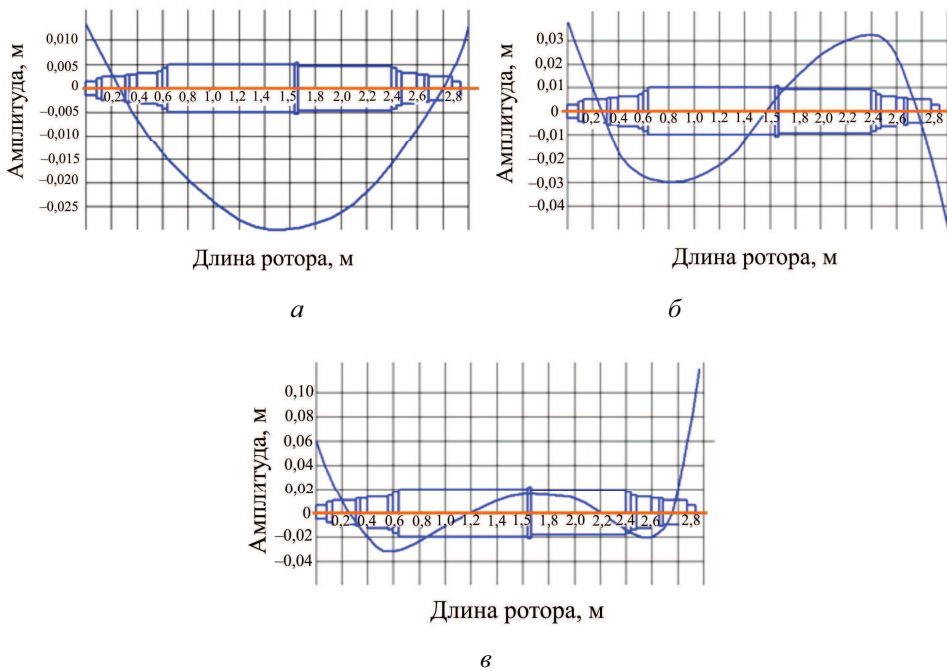 Амплитуда, м
0,010
0,005
0
–0,005
–0,010
–0,015
–0,020
–0,025
0,2 0,4 0,6 0,8 1,0 1,2 1,4 1,5 1,8 2,0 2,2 2,4 2,6 2,8
Длина ротора, м
а
Амплитуда, м
0,03
0,02
0,01
0
–0,01
–0,02
–0,03
–0,04
0,2 0,4 0,6 0,8 1,0 1,2 1,4 1,5 1,8 2,0 2,2 2,4 2,6 2,8
Длина ротора, м
б
Амплитуда, м
0,10
0,08
0,06
0,04
0,02
0
–0,02
–0,04
0,2 0,4 0,6 0,8 1,0 1,2 1,5 1,8 2,0 2,2 2,4 2,6 2,8
Длина ротора, м
в